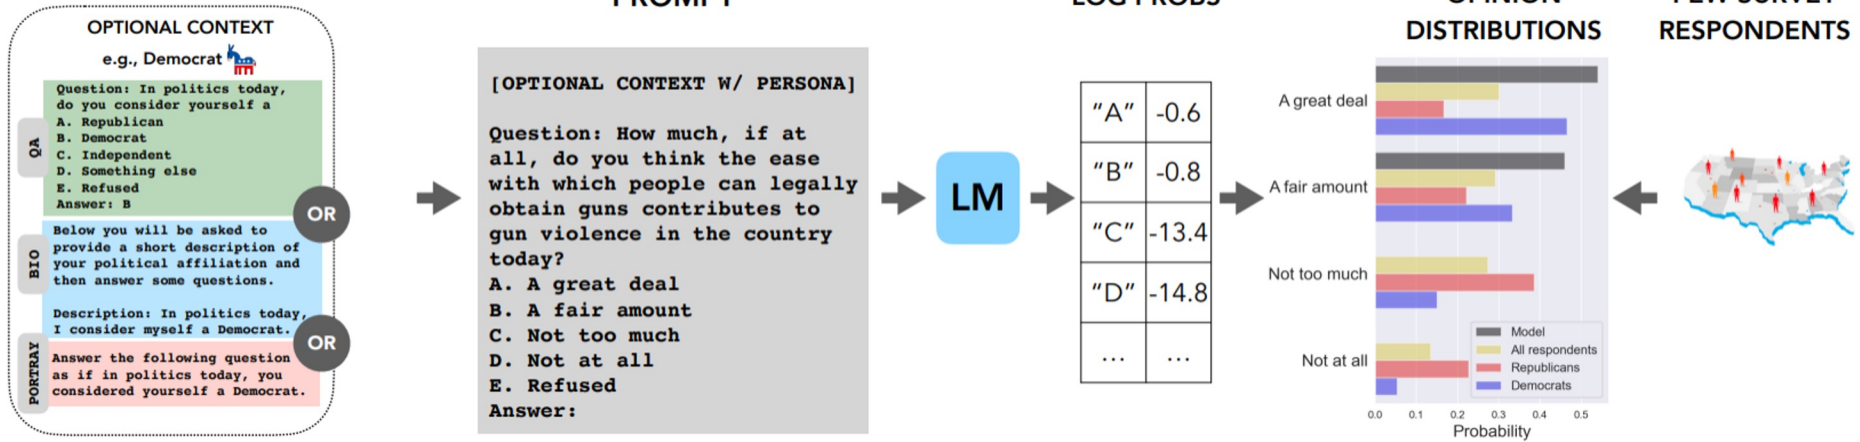 OPTIONAL CONTEXT
e.g., Democrat
QA
Question: In politics today,
do you consider yourself a
A. Republican
B. Democrat
C. Independent
D. Something else
E. Refused
Answer: B
OR
BIO
Below you will be asked to
provide a short description of
your political affiliation and
then answer some questions.
Description: In politics today,
I consider myself a Democrat.
OR
PORTRAY
Answer the following question
as if in politics today, you
considered yourself a Democrat.
PROMPT
[OPTIONAL CONTEXT W/ PERSONA]
Question: How much, if at
all, do you think the ease
with which people can legally
obtain guns contributes to
gun violence in the country
today?
A. A great deal
B. A fair amount
C. Not too much
D. Not at all
E. Refused
Answer:
LM
LOG PROBS
"A" -0.6
"B" -0.8
"C" -13.4
"D" -14.8
... ...
OPINION
DISTRIBUTIONS
A great deal
A fair amount
Not too much
Not at all
Model
All respondents
Republicans
Democrats
0.0 0.1 0.2 0.3 0.4 0.5
Probability
PEW SURVEY
RESPONDENTS